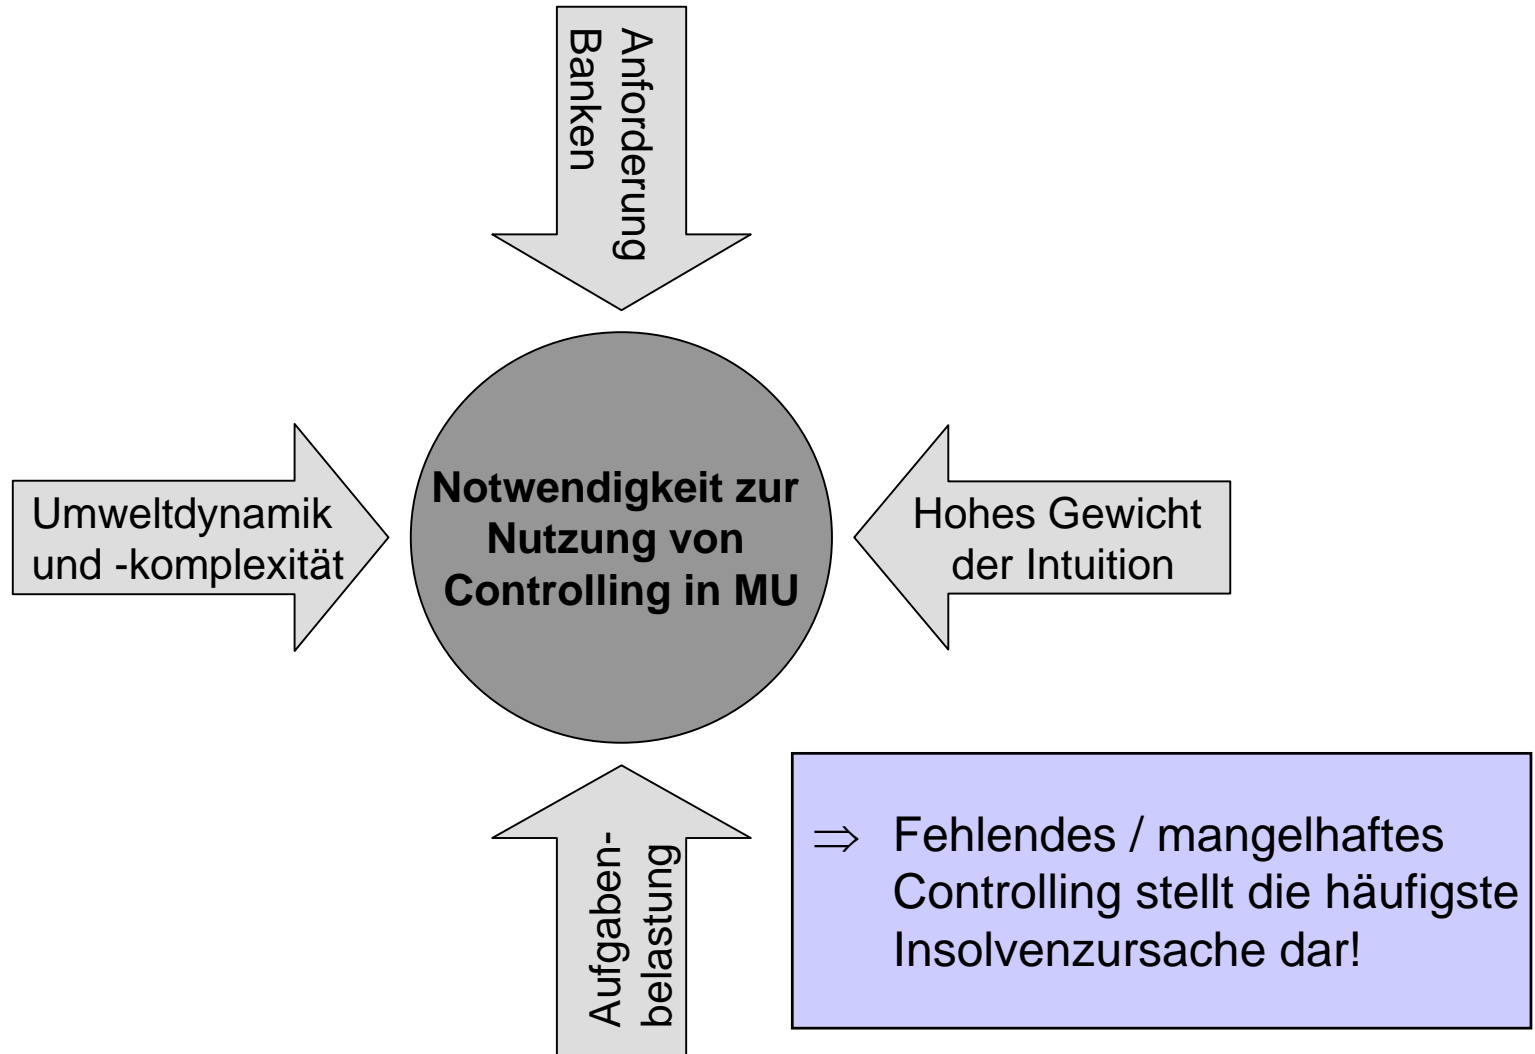 Anforderung
Banken
Umweltdynamik
und -komplexität
Notwendigkeit zur
Nutzung von
Controlling in MU
Hohes Gewicht
der Intuition
Aufgaben-
belastung
⇒ Fehlendes / mangelhaftes
Controlling stellt die häufigste
Insolvenzursache dar!